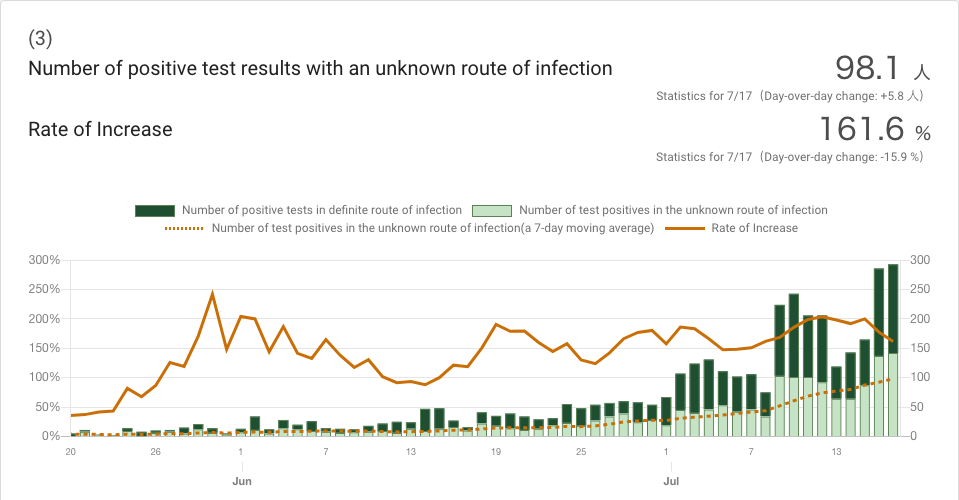 (3)
Number of positive test results with an unknown route of infection
98.1 人
Statistics for 7/17（Day-over-day change: +5.8 人）
Rate of Increase
161.6 %
Statistics for 7/17（Day-over-day change: -15.9 %）
Number of positive tests in definite route of infection Number of test positives in the unknown route of infection
Number of test positives in the unknown route of infection(a 7-day moving average) Rate of Increase
300% 300
250% 250
200% 200
150% 150
100% 100
50% 50
0% 0
20 26 1 7 13 19 25 1 7 13
Jun Jul